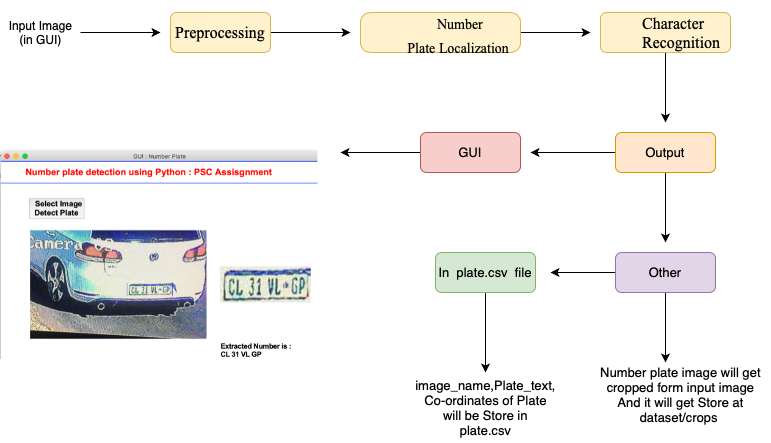 Input Image
(in GUI)
Preprocessing
Number
Plate Localization
Character
Recognition
GUI
Output
GUI : Number Plate
Number plate detection using Python : PSC Assisgnment
Select Image
Detect Plate
Camera
CL 31 VL GP
CL 31 VL GP
Extracted Number is :
CL 31 VL GP
In plate.csv file
Other
image_name,Plate_text,
Co-ordinates of Plate
will be Store in
plate.csv
Number plate image will get
cropped form input image
And it will get Store at
dataset/crops